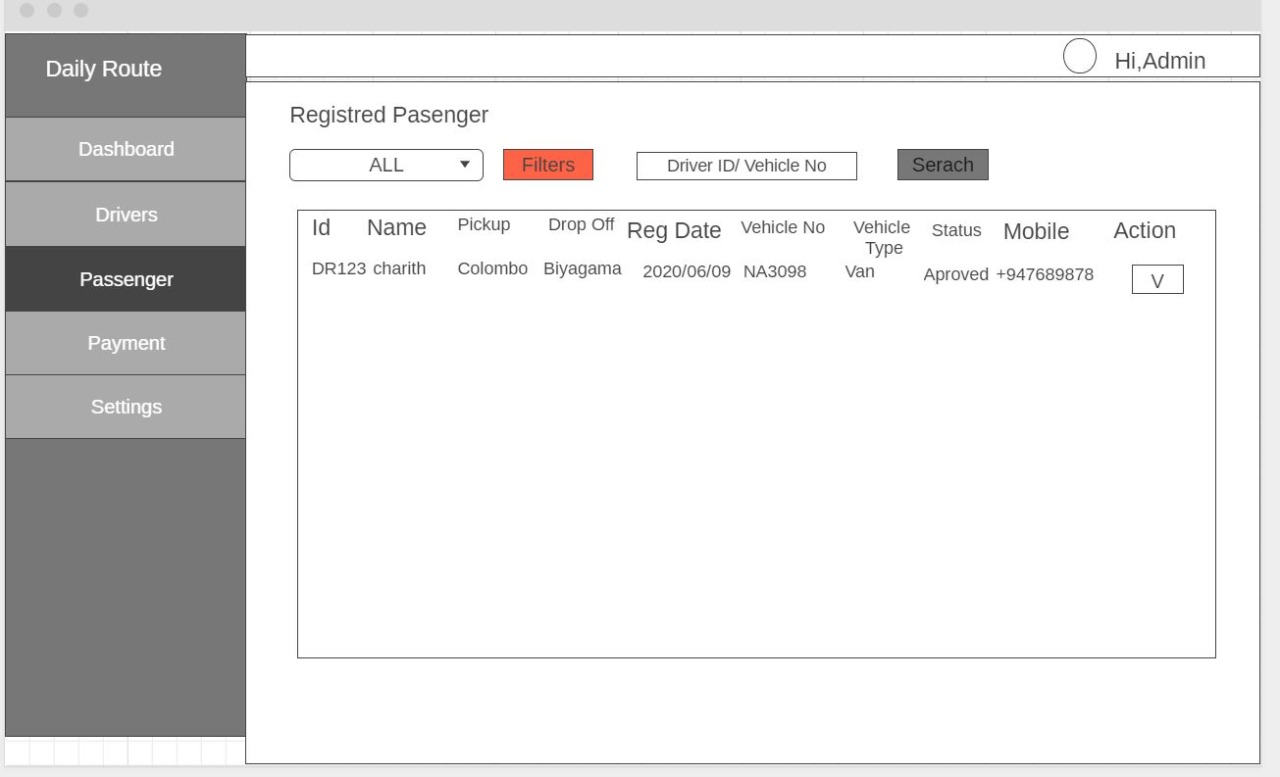 Daily Route
Hi,Admin
Dashboard
Drivers
Passenger
Payment
Settings
Registred Pasenger
ALL Filters Driver ID/ Vehicle No Serach
Id Name Pickup Drop Off Reg Date Vehicle No Vehicle Type Status Mobile Action
DR123 charith Colombo Biyagama 2020/06/09 NA3098 Van Aproved +947689878 V